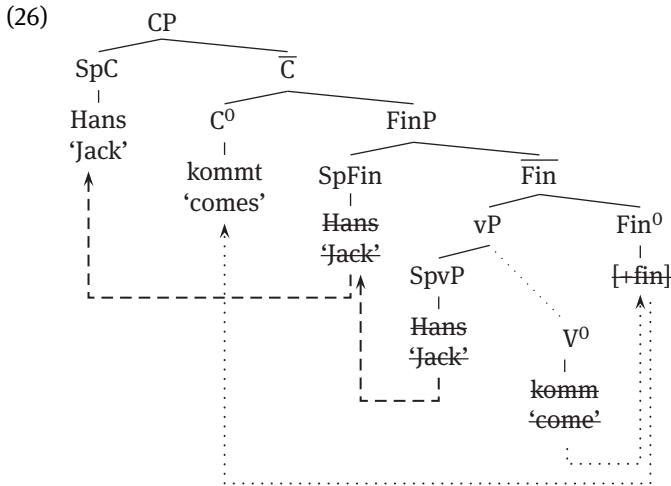 (26)
CP
SpC C̅
Hans C⁰ FinP
'Jack' kommt SpFin F̅i̅n̅
'comes' Hans vP Fin⁰
'Jack' SpvP [+fin]
Hans V⁰
'Jack' komm
'come'